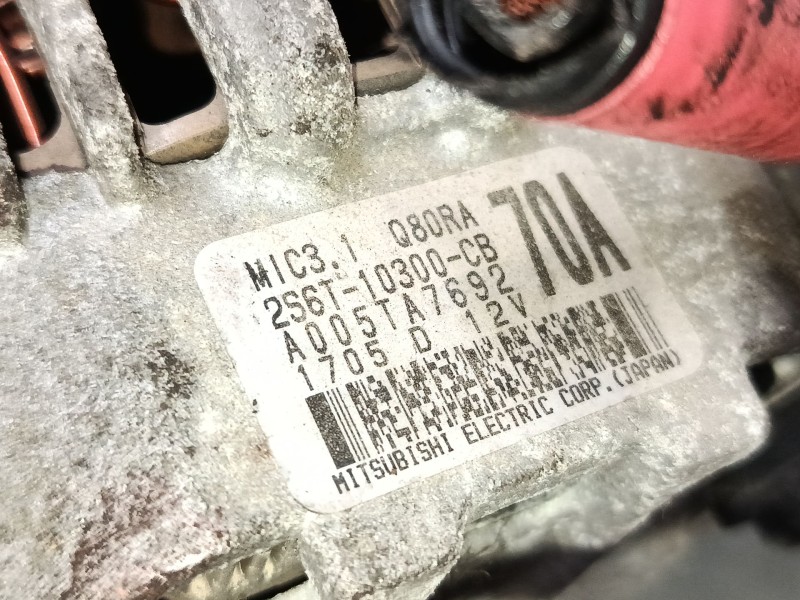 MIC3.1 Q80RA 70A
2S6T-10300-CB
A005TA7692
1705 D 12V
MITSUBISHI ELECTRIC CORP.(JAPAN)